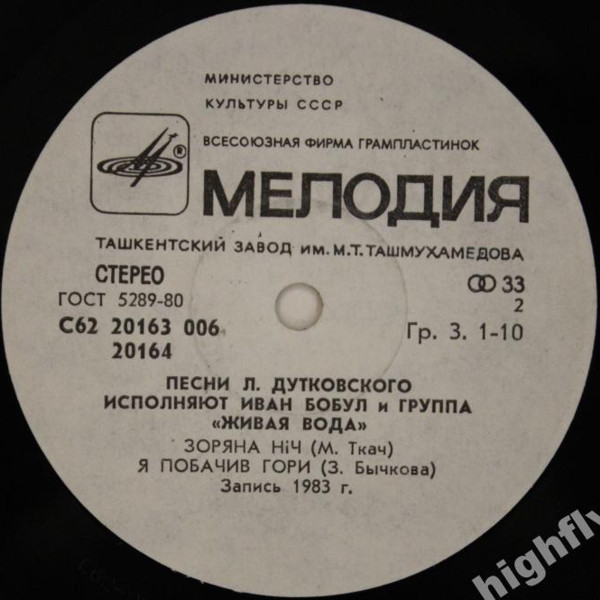 МИНИСТЕРСТВО
КУЛЬТУРЫ СССР
ВСЕСОЮЗНАЯ ФИРМА ГРАМПЛАСТИНОК
®
МЕЛОДИЯ
ТАШКЕНТСКИЙ ЗАВОД ИМ. М.Т. ТАШМУХАМЕДОВА
СТЕРЕО 33
ГОСТ 5289-80 2
С62 20163 006 Гр. 3. 1-10
20164
ПЕСНИ Л. ДУТКОВСКОГО
ИСПОЛНЯЮТ ИВАН БОБУЛ и ГРУППА
«ЖИВАЯ ВОДА»
ЗОРЯНА НіЧ (М. Ткач)
Я ПОБАЧИВ ГОРИ (З. Бычкова)
Запись 1983 г.
highfly